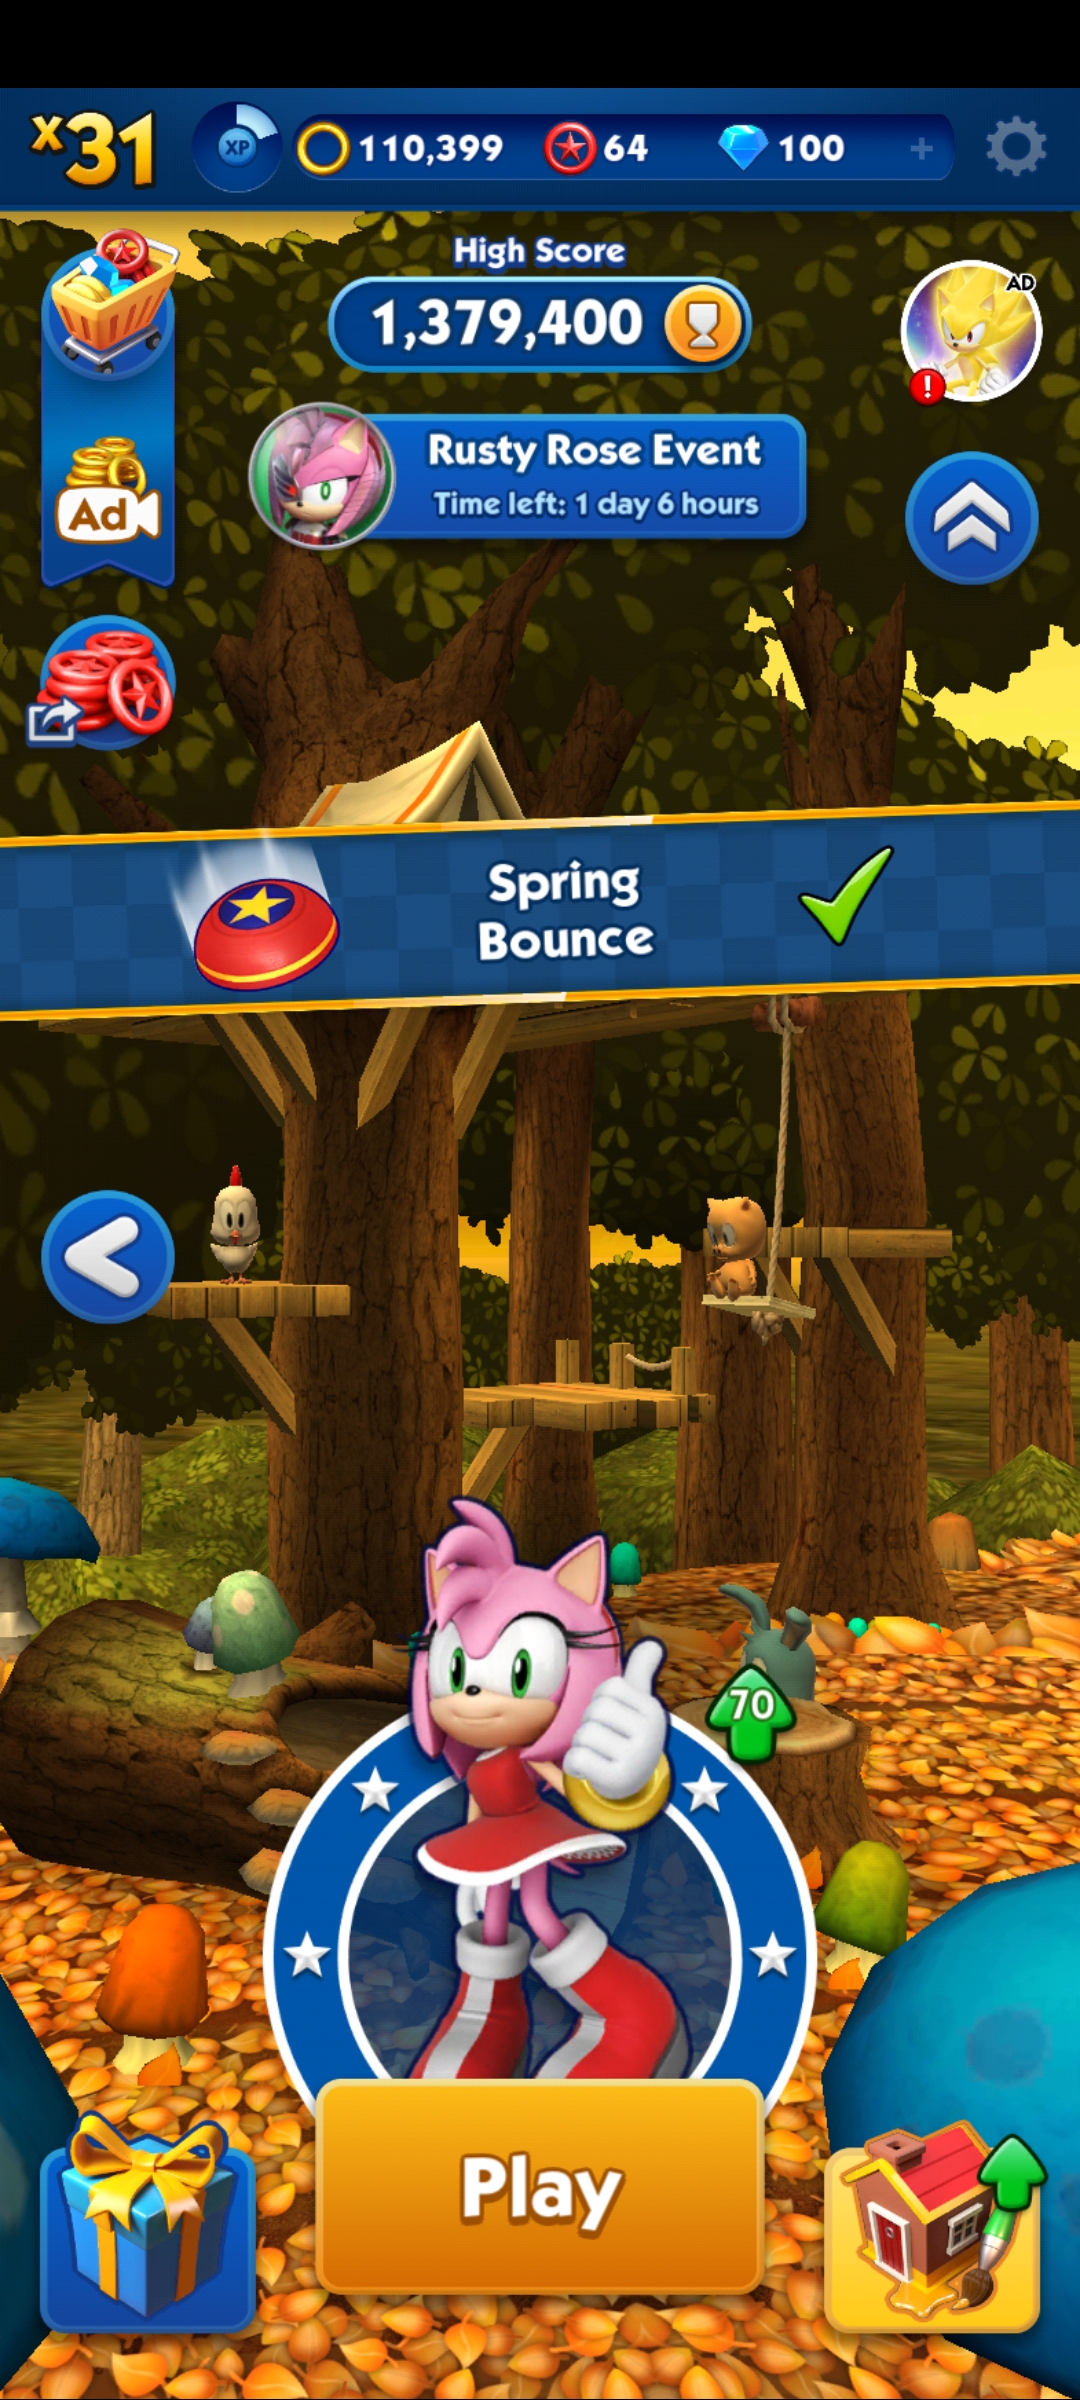 x31
XP
110,399
64
100
High Score
1,379,400
AD
!
Rusty Rose Event
Time left: 1 day 6 hours
Ad
Spring
Bounce
70
Play